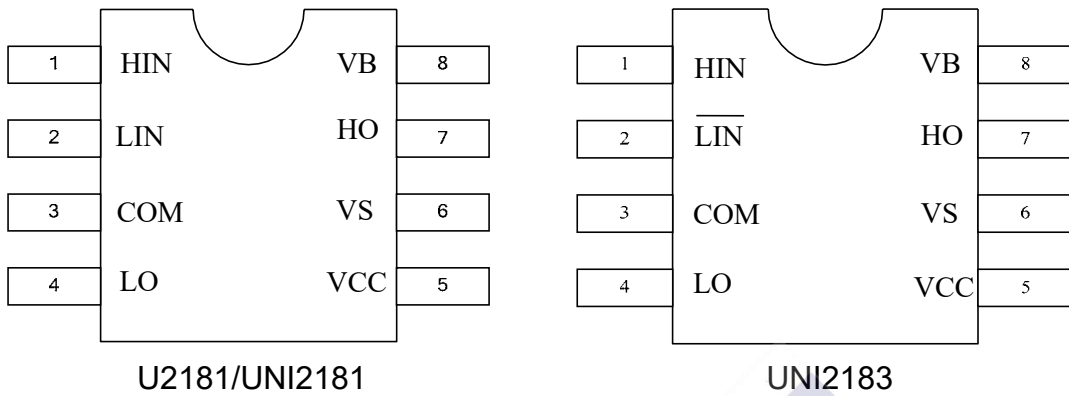 1 HIN VB 8
2 LIN HO 7
3 COM VS 6
4 LO VCC 5
U2181/UNI2181
1 HIN VB 8
2 L̅I̅N̅ HO 7
3 COM VS 6
4 LO VCC 5
UNI2183